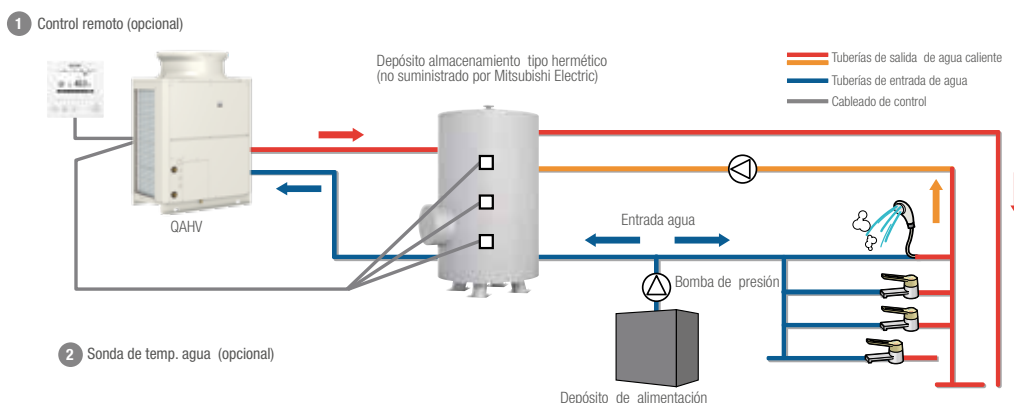 1 Control remoto (opcional)
Depósito almacenamiento tipo hermético
(no suministrado por Mitsubishi Electric)
Tuberías de salida de agua caliente
Tuberías de entrada de agua
Cableado de control
QAHV
Entrada agua
Bomba de presión
2 Sonda de temp. agua (opcional)
Depósito de alimentación